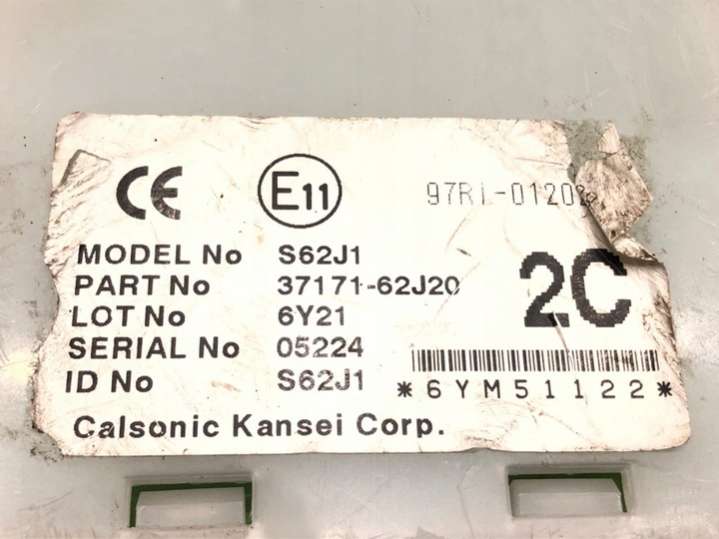 CE E11 97RI-01202
MODEL No S62J1
PART No 37171-62J20
LOT No 6Y21
SERIAL No 05224
ID No S62J1
2C
*6YM51122*
Calsonic Kansei Corp.